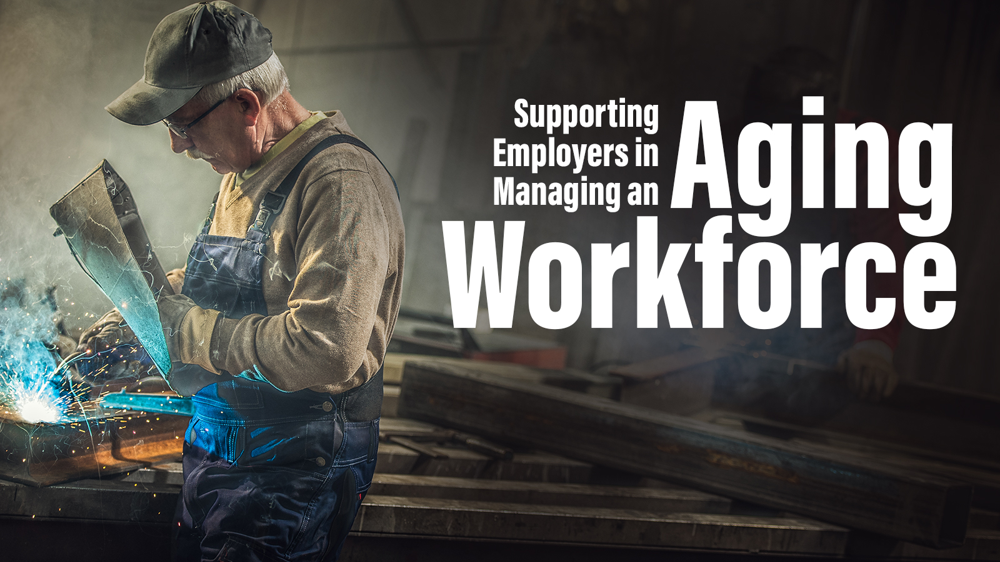 Supporting
Employers in
Managing an
Aging
Workforce